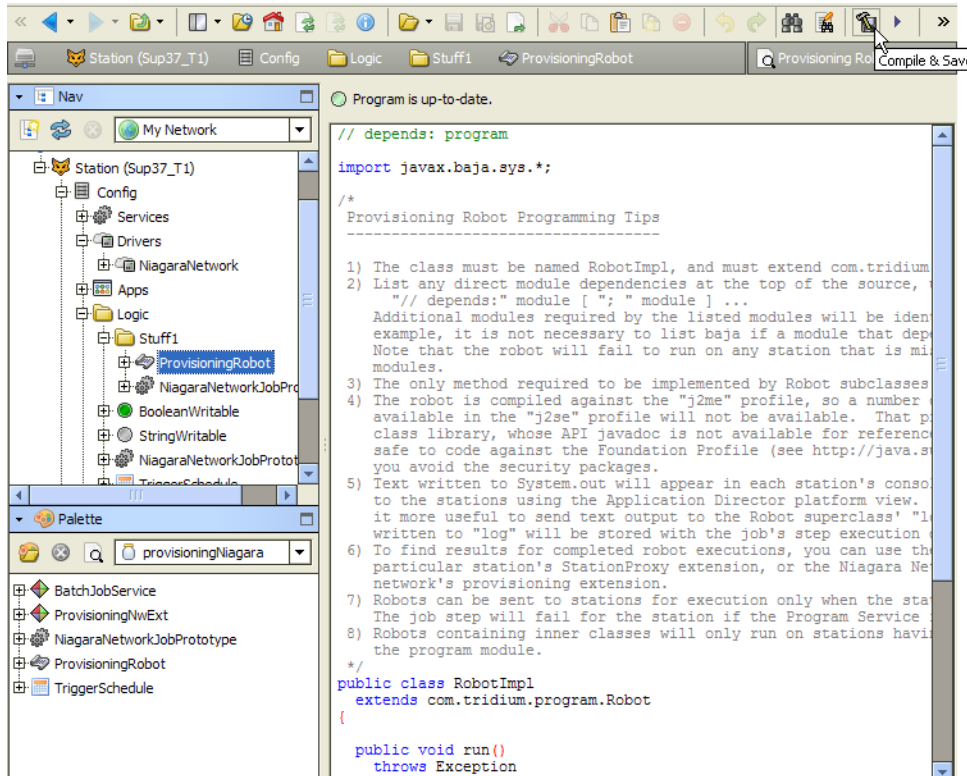 Station (Sup37_T1) Config Logic Stuff1 ProvisioningRobot Provisioning Ro
Compile & Save
Nav
My Network
Station (Sup37_T1)
Config
Services
Drivers
NiagaraNetwork
Apps
Logic
Stuff1
ProvisioningRobot
NiagaraNetworkJobPro
BooleanWritable
StringWritable
NiagaraNetworkJobProtot
TriggerSchedule
Palette
provisioningNiagara
BatchJobService
ProvisioningNwExt
NiagaraNetworkJobPrototype
ProvisioningRobot
TriggerSchedule
Program is up-to-date.
// depends: program
import javax.baja.sys.*;
/*
Provisioning Robot Programming Tips
------------------------------------
1) The class must be named RobotImpl, and must extend com.tridium
2) List any direct module dependencies at the top of the source,
"// depends:" module [ "; " module ] ...
Additional modules required by the listed modules will be iden
example, it is not necessary to list baja if a module that depe
Note that the robot will fail to run on any station that is mi
modules.
3) The only method required to be implemented by Robot subclasses
4) The robot is compiled against the "j2me" profile, so a number
available in the "j2se" profile will not be available. That p
class library, whose API javadoc is not available for reference
safe to code against the Foundation Profile (see http://java.s
you avoid the security packages.
5) Text written to System.out will appear in each station's conso
to the stations using the Application Director platform view.
it more useful to send text output to the Robot superclass' "l
written to "log" will be stored with the job's step execution
6) To find results for completed robot executions, you can use the
particular station's StationProxy extension, or the Niagara Ne
network's provisioning extension.
7) Robots can be sent to stations for execution only when the sta
The job step will fail for the station if the Program Service
8) Robots containing inner classes will only run on stations havi
the program module.
*/
public class RobotImpl
extends com.tridium.program.Robot
{
public void run()
throws Exception